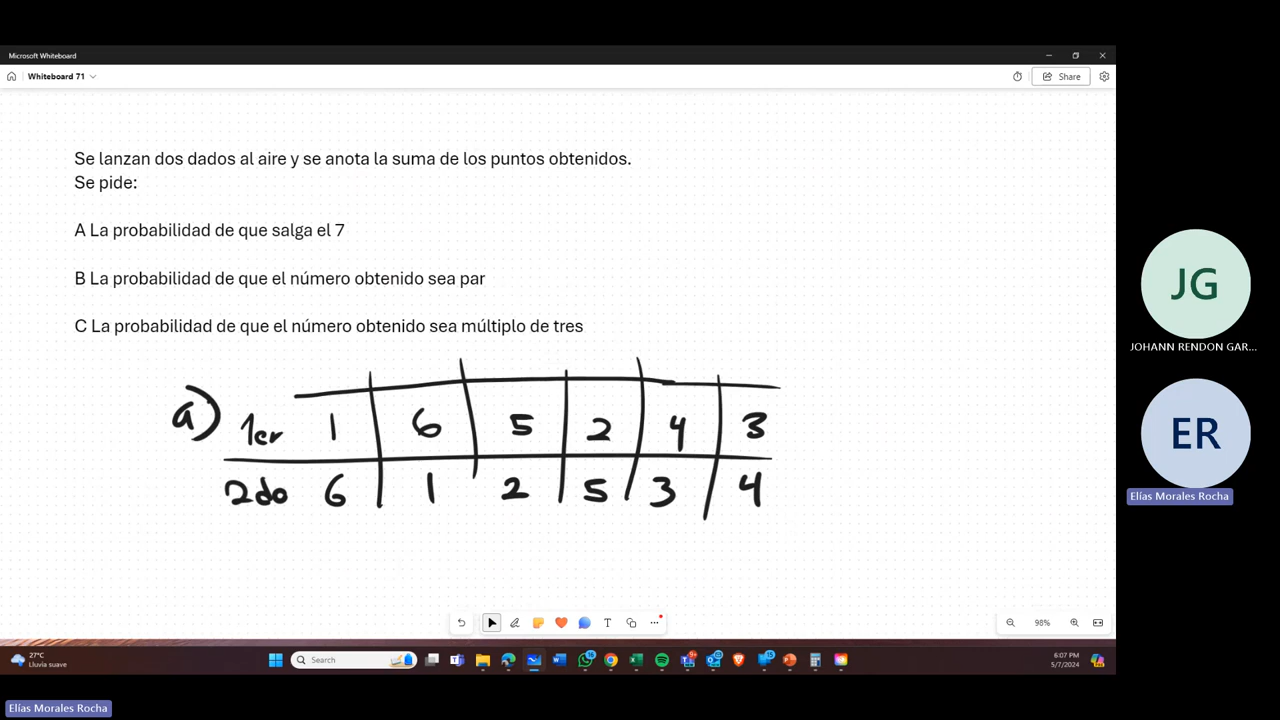 Microsoft Whiteboard
Whiteboard 71
Share
Se lanzan dos dados al aire y se anota la suma de los puntos obtenidos.
Se pide:
A La probabilidad de que salga el 7
B La probabilidad de que el número obtenido sea par
C La probabilidad de que el número obtenido sea múltiplo de tres
a) 1er 1 6 5 2 4 3
2do 6 1 2 5 3 4
JG
JOHANN RENDON GAR...
ER
Elías Morales Rocha
98%
27°C
Lluvia suave
Search
6:07 PM
5/7/2024
Elías Morales Rocha